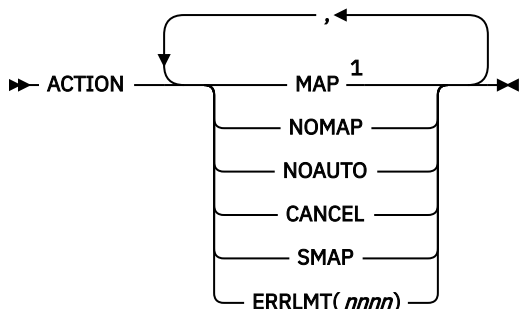 ,
ACTION MAP 1
NOMAP
NOAUTO
CANCEL
SMAP
ERRLMT( nnnn)